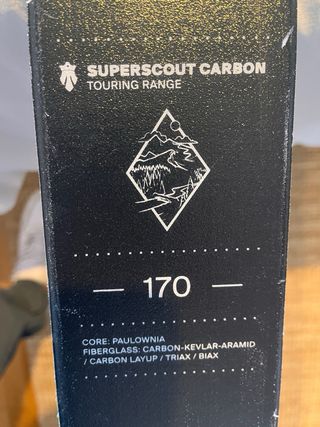 SUPERSCOUT CARBON
TOURING RANGE
170
CORE: PAULOWNIA
FIBERGLASS: CARBON-KEVLAR-ARAMID
/ CARBON LAYUP / TRIAX / BIAX